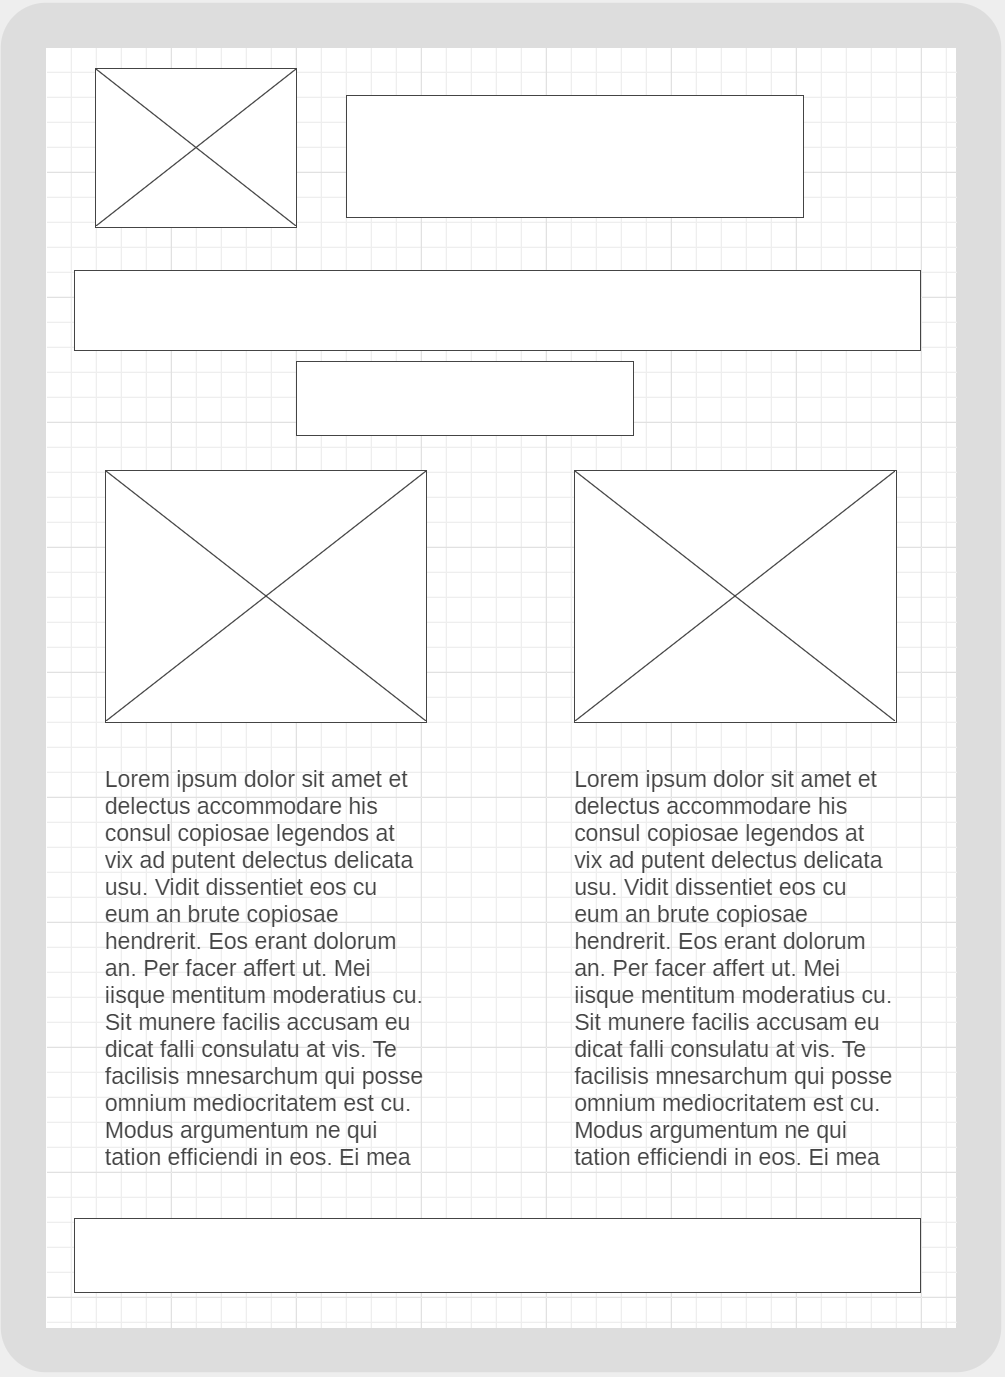 Lorem ipsum dolor sit amet et
delectus accommodare his
consul copiosae legendos at
vix ad putent delectus delicata
usu. Vidit dissentiet eos cu
eum an brute copiosae
hendrerit. Eos erant dolorum
an. Per facer affert ut. Mei
iisque mentitum moderatius cu.
Sit munere facilis accusam eu
dicat falli consulatu at vis. Te
facilisis mnesarchum qui posse
omnium mediocritatem est cu.
Modus argumentum ne qui
tation efficiendi in eos. Ei mea
Lorem ipsum dolor sit amet et
delectus accommodare his
consul copiosae legendos at
vix ad putent delectus delicata
usu. Vidit dissentiet eos cu
eum an brute copiosae
hendrerit. Eos erant dolorum
an. Per facer affert ut. Mei
iisque mentitum moderatius cu.
Sit munere facilis accusam eu
dicat falli consulatu at vis. Te
facilisis mnesarchum qui posse
omnium mediocritatem est cu.
Modus argumentum ne qui
tation efficiendi in eos. Ei mea